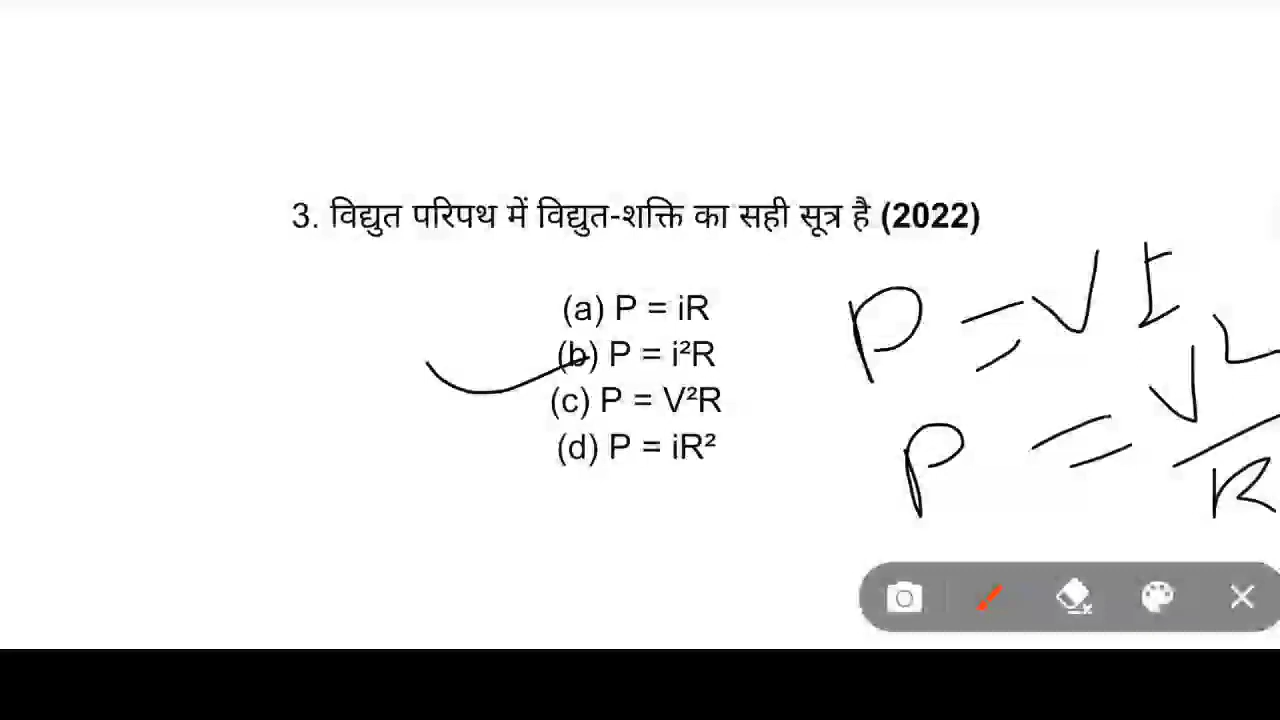 3. विद्युत परिपथ में विद्युत-शक्ति का सही सूत्र है (2022)
(a) P = iR
(b) P = i²R
(c) P = V²R
(d) P = iR²
P = VI
P = V²/R